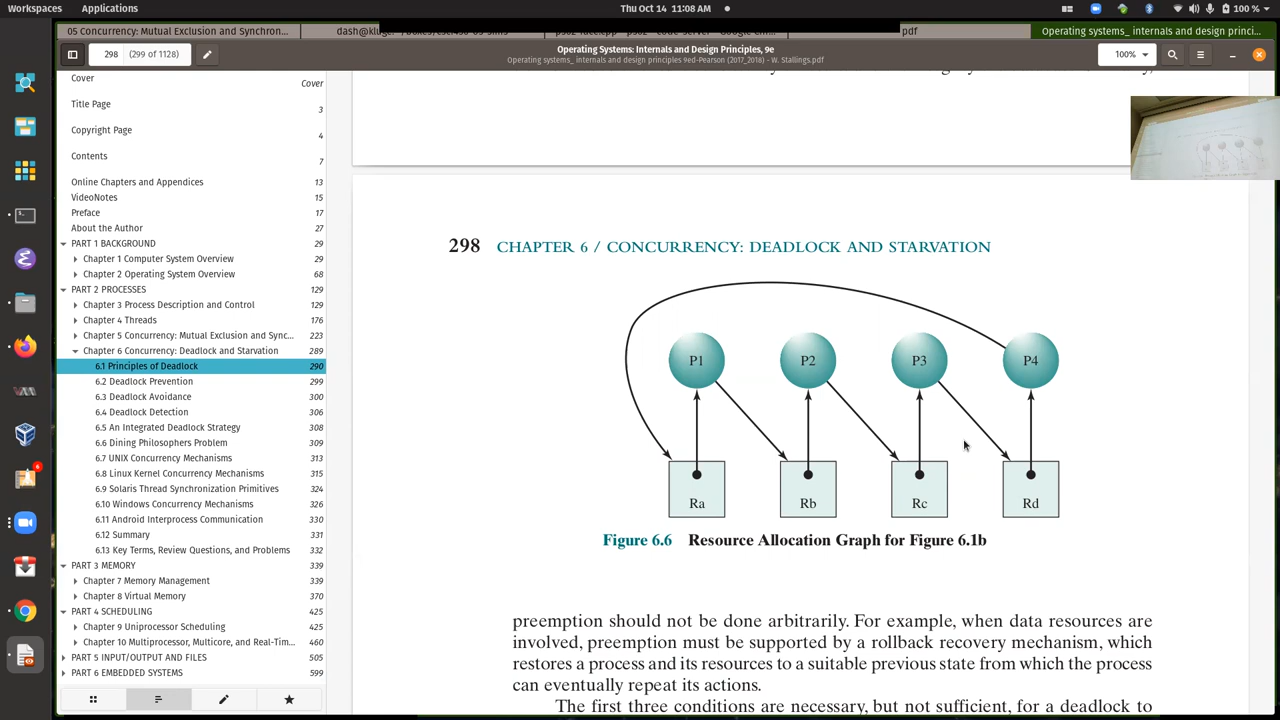 Workspaces Applications Thu Oct 14 11:08 AM 100 %
05 Concurrency: Mutual Exclusion and Synchron... pdf Operating systems_ internals and design princi...
298 (299 of 1128) Operating Systems: Internals and Design Principles, 9e 100%
Operating systems_ internals and design principles 9ed-Pearson (2017_2018) - W. Stallings.pdf
Cover Cover
Title Page 3
Copyright Page 4
Contents 7
Online Chapters and Appendices 13
VideoNotes 15
Preface 17
About the Author 27
PART 1 BACKGROUND 29
Chapter 1 Computer System Overview 29
Chapter 2 Operating System Overview 68
PART 2 PROCESSES 129
Chapter 3 Process Description and Control 129
Chapter 4 Threads 176
Chapter 5 Concurrency: Mutual Exclusion and Sync... 223
Chapter 6 Concurrency: Deadlock and Starvation 289
6.1 Principles of Deadlock 290
6.2 Deadlock Prevention 299
6.3 Deadlock Avoidance 300
6.4 Deadlock Detection 306
6.5 An Integrated Deadlock Strategy 308
6.6 Dining Philosophers Problem 309
6.7 UNIX Concurrency Mechanisms 313
6.8 Linux Kernel Concurrency Mechanisms 315
6.9 Solaris Thread Synchronization Primitives 324
6.10 Windows Concurrency Mechanisms 326
6.11 Android Interprocess Communication 330
6.12 Summary 331
6.13 Key Terms, Review Questions, and Problems 332
PART 3 MEMORY 339
Chapter 7 Memory Management 339
Chapter 8 Virtual Memory 370
PART 4 SCHEDULING 425
Chapter 9 Uniprocessor Scheduling 425
Chapter 10 Multiprocessor, Multicore, and Real-Tim... 460
PART 5 INPUT/OUTPUT AND FILES 505
PART 6 EMBEDDED SYSTEMS 599
6
298 CHAPTER 6 / CONCURRENCY: DEADLOCK AND STARVATION
P1 P2 P3 P4
Ra Rb Rc Rd
Figure 6.6 Resource Allocation Graph for Figure 6.1b
preemption should not be done arbitrarily. For example, when data resources are
involved, preemption must be supported by a rollback recovery mechanism, which
restores a process and its resources to a suitable previous state from which the process
can eventually repeat its actions.
The first three conditions are necessary, but not sufficient, for a deadlock to